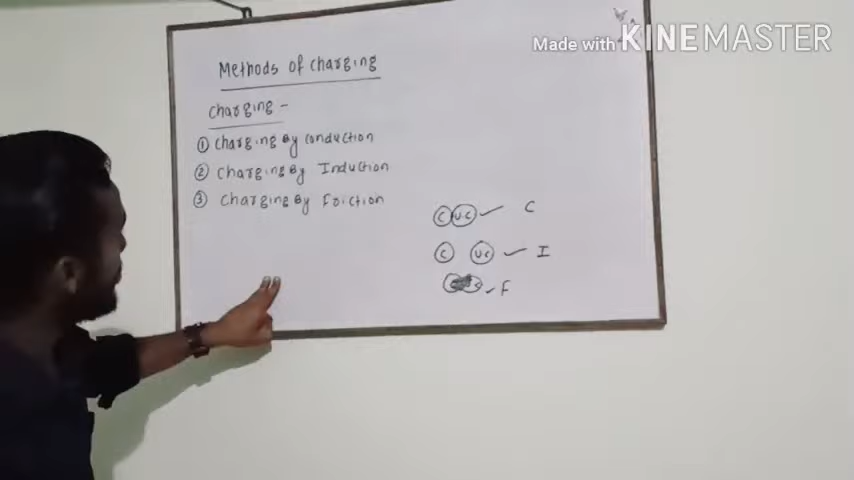 Made with KINEMASTER
Methods of charging
Charging -
① Charging By Conduction
② Charging By Induction
③ Charging By Friction
C U·C ✓ C
C UC ✓ I
✓ F